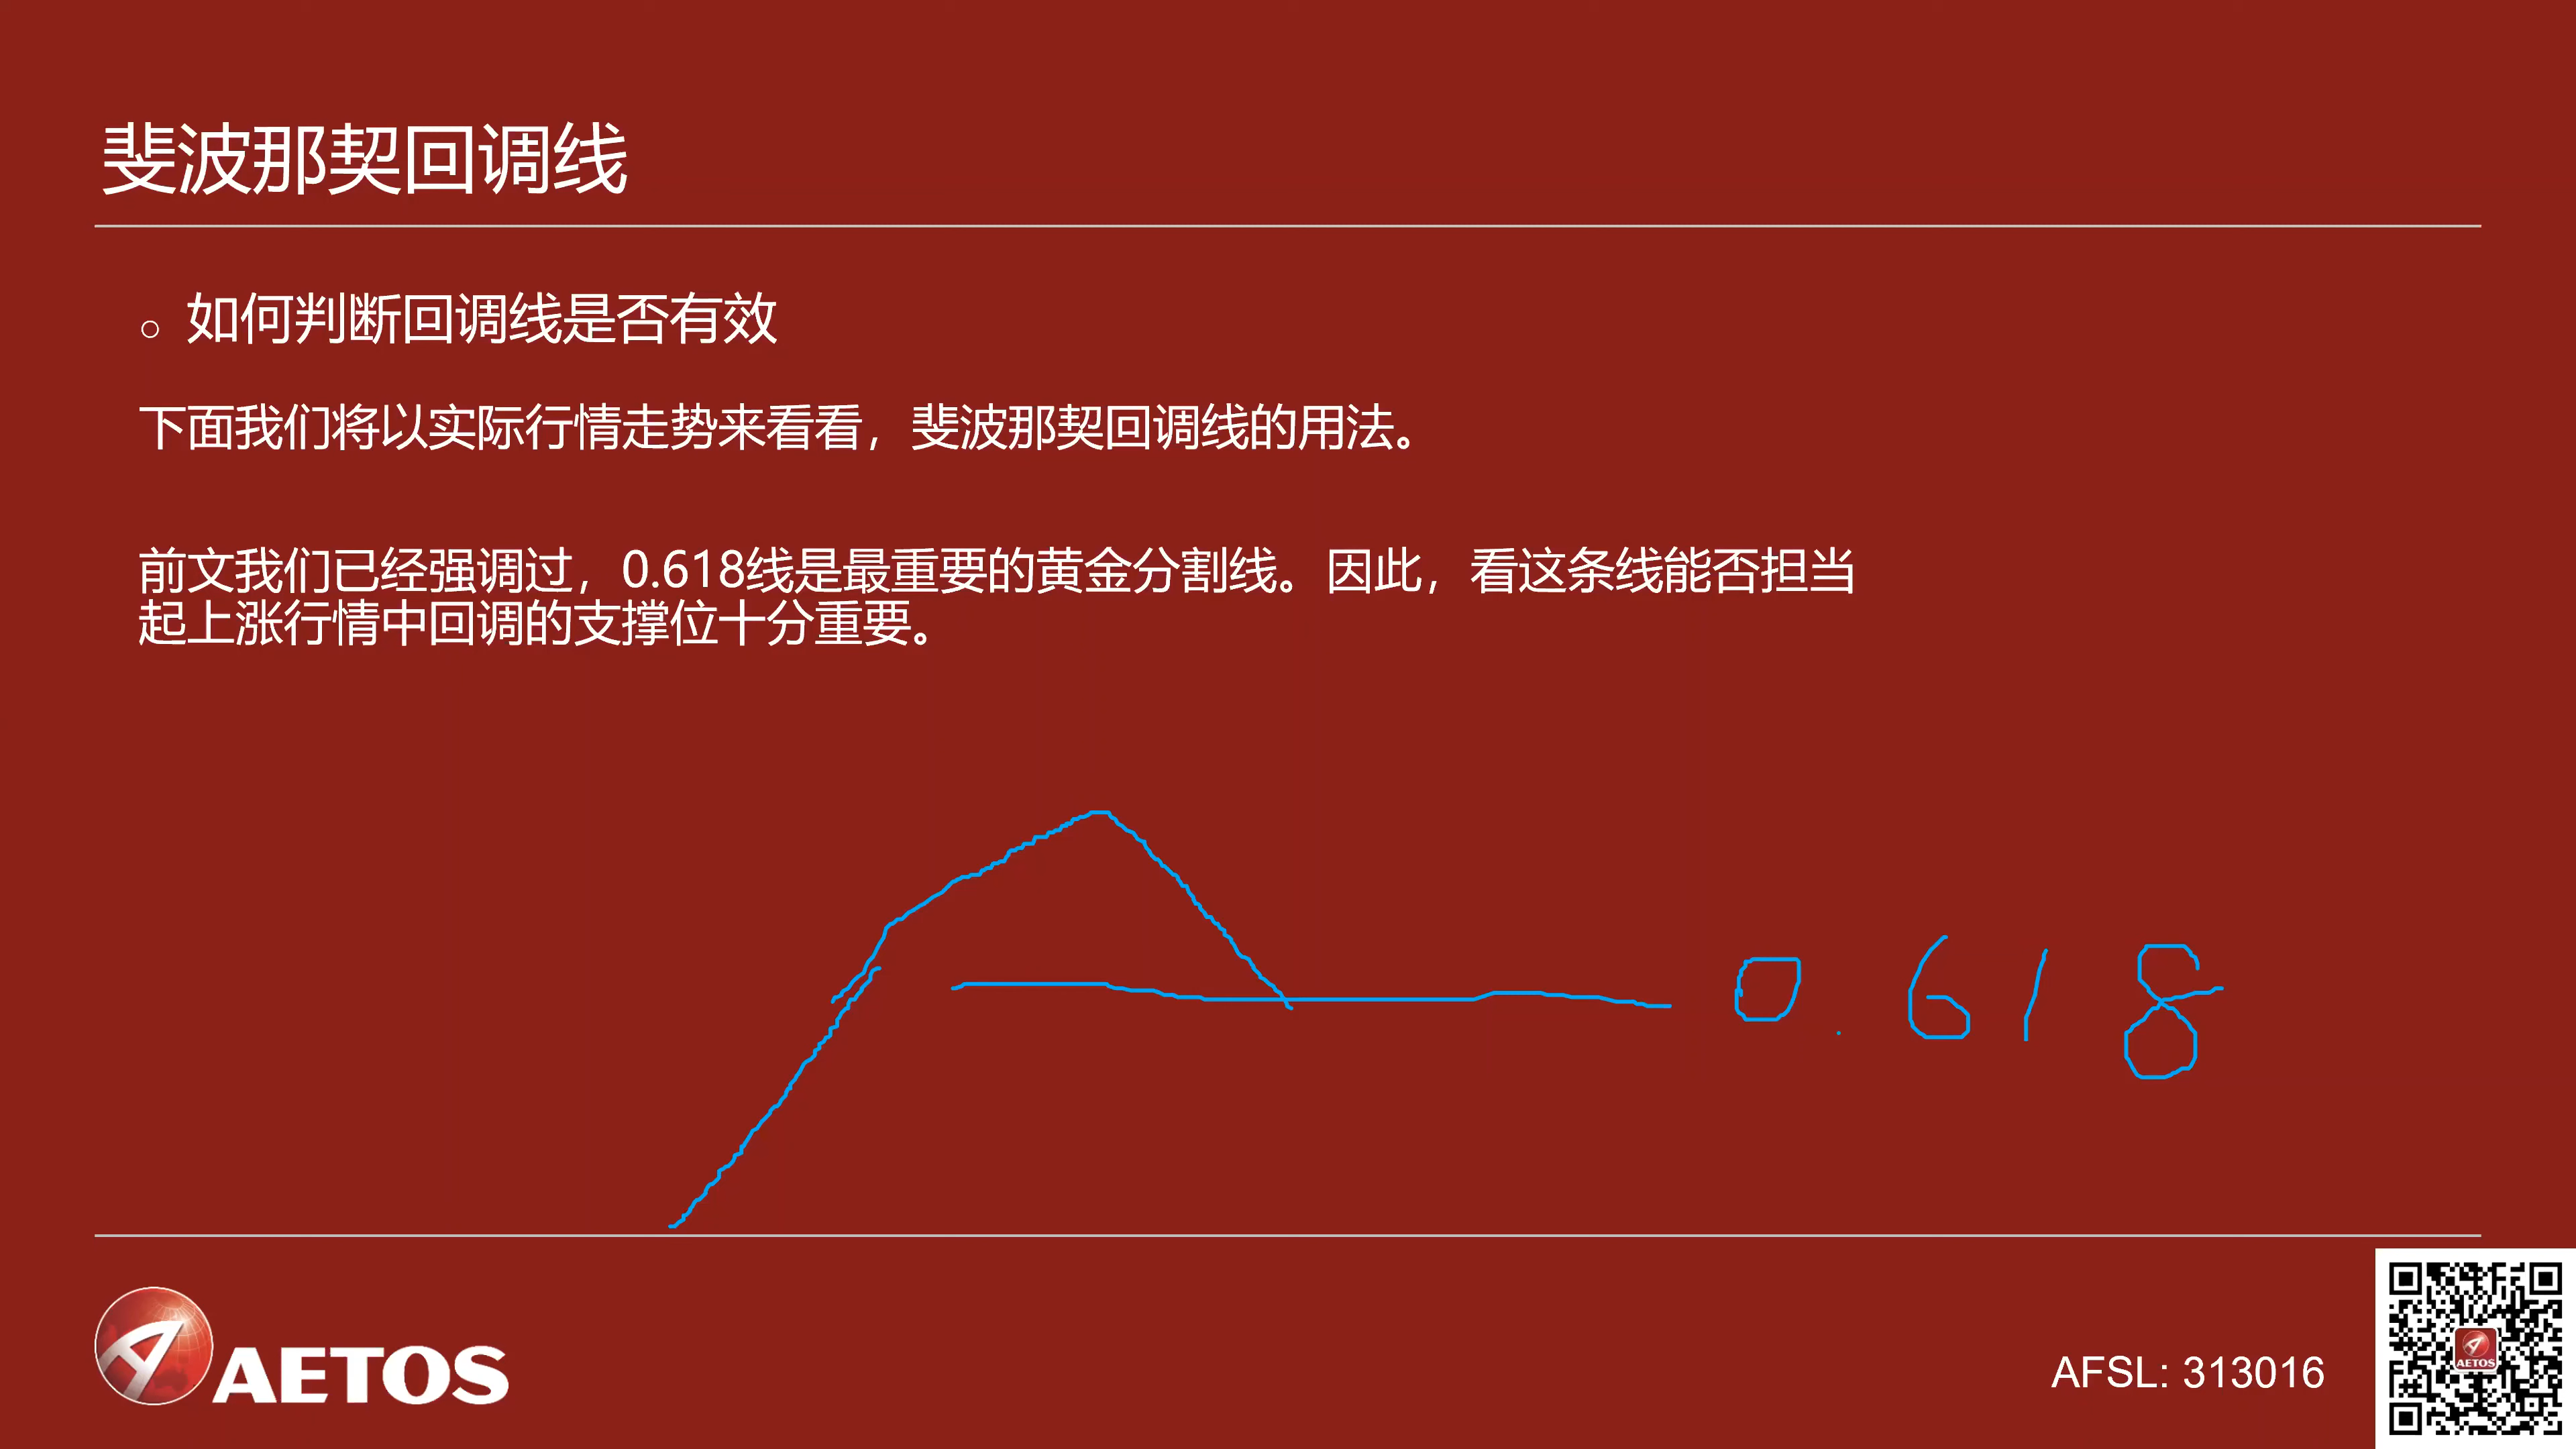 斐波那契回调线
如何判断回调线是否有效
下面我们将以实际行情走势来看看，斐波那契回调线的用法。
前文我们已经强调过，0.618线是最重要的黄金分割线。因此，看这条线能否担当
起上涨行情中回调的支撑位十分重要。
0.618
AETOS
AFSL: 313016
AETOS